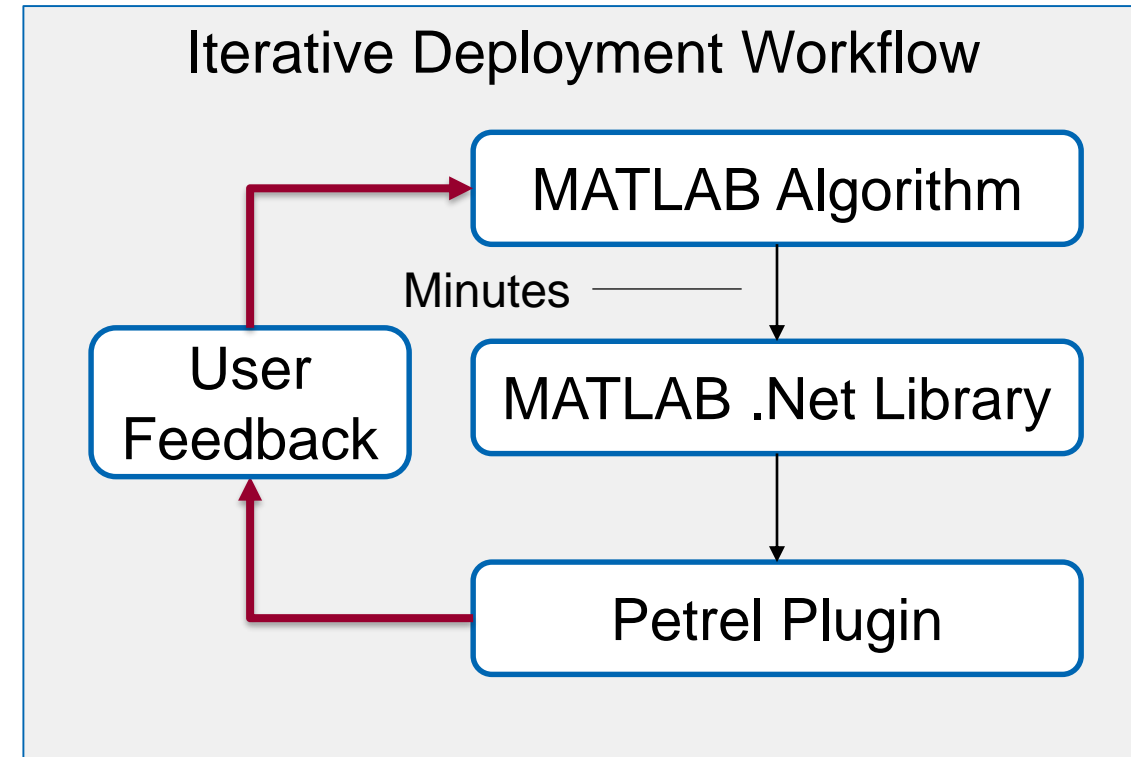 Iterative Deployment Workflow
MATLAB Algorithm
Minutes
User
Feedback
MATLAB .Net Library
Petrel Plugin